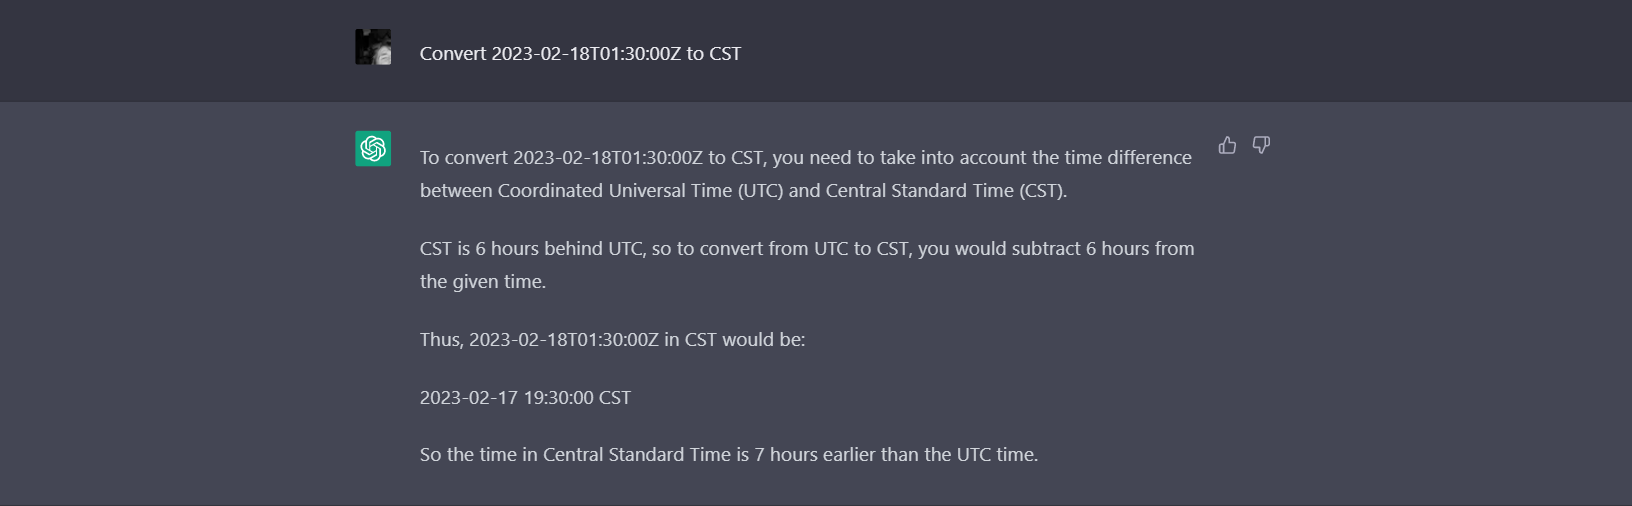 Convert 2023-02-18T01:30:00Z to CST
To convert 2023-02-18T01:30:00Z to CST, you need to take into account the time difference
between Coordinated Universal Time (UTC) and Central Standard Time (CST).
CST is 6 hours behind UTC, so to convert from UTC to CST, you would subtract 6 hours from
the given time.
Thus, 2023-02-18T01:30:00Z in CST would be:
2023-02-17 19:30:00 CST
So the time in Central Standard Time is 7 hours earlier than the UTC time.